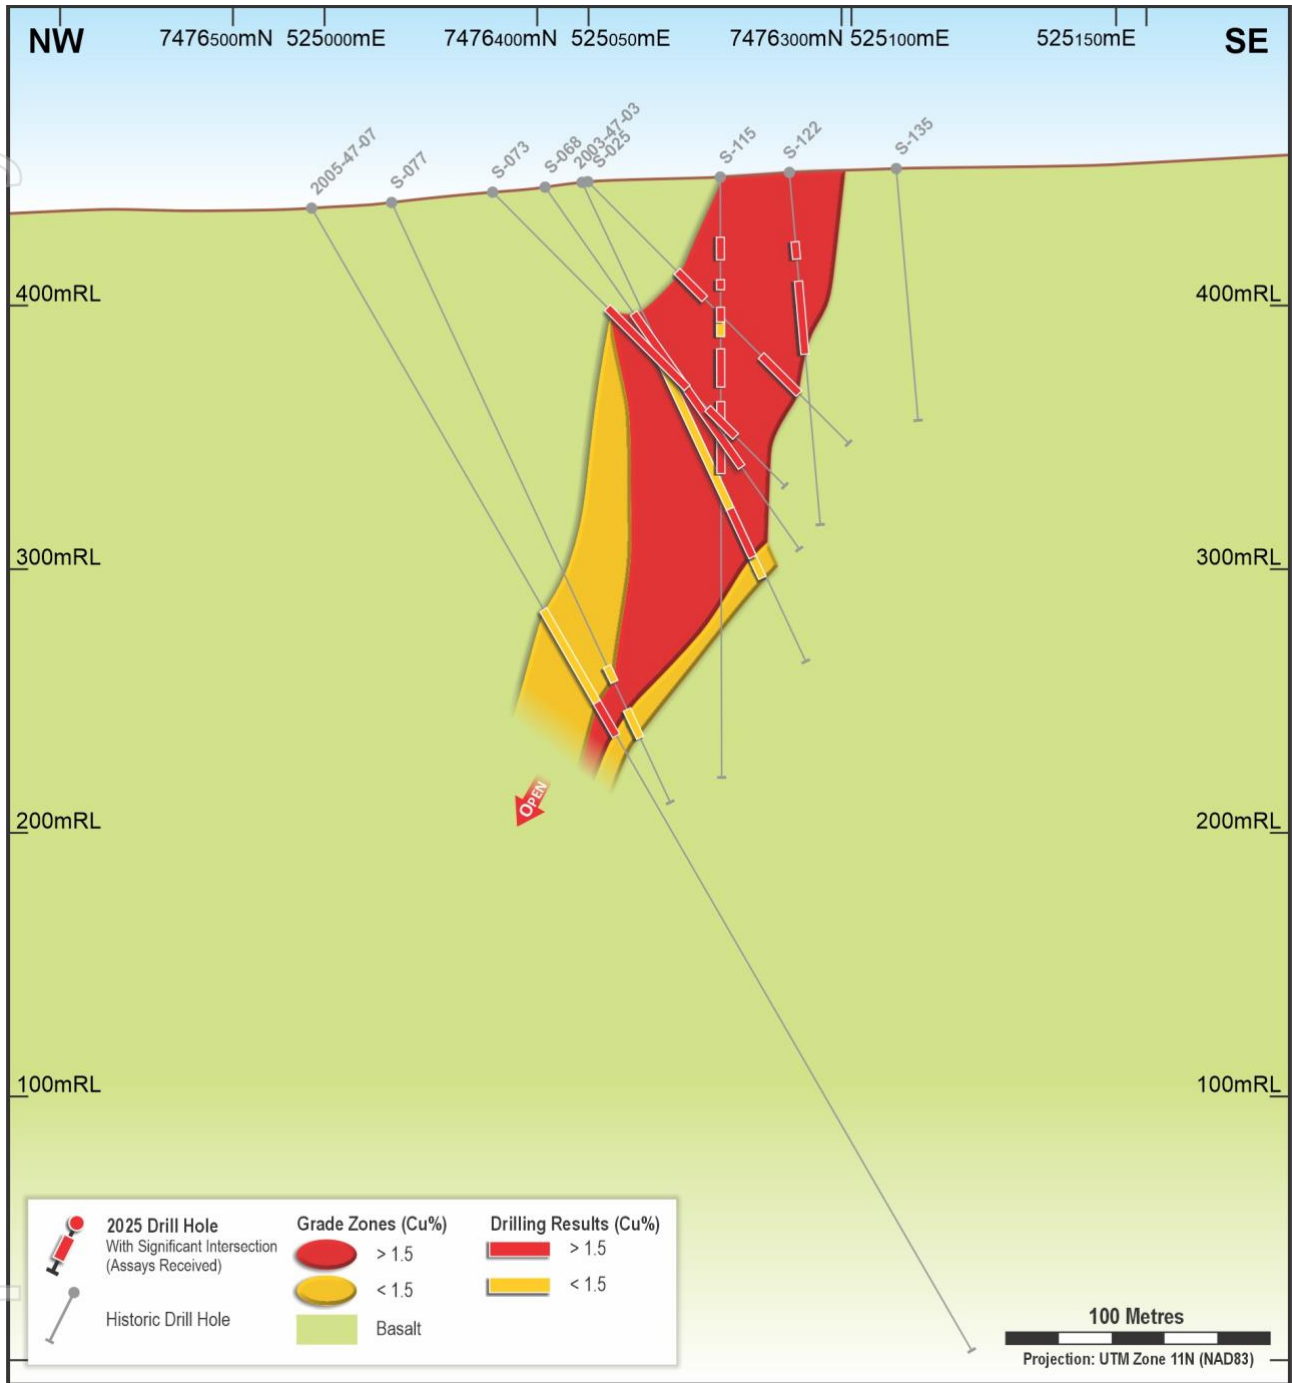 NW
7476500mN
525000mE
7476400mN
525050mE
7476300mN
525100mE
525150mE
SE
2005-47-07
S-077
S-073
S-068
2003-47-03
S-025
S-115
S-122
S-135
400mRL
400mRL
300mRL
300mRL
200mRL
200mRL
OPEN
100mRL
100mRL
2025 Drill Hole
With Significant Intersection
(Assays Received)
Historic Drill Hole
Grade Zones (Cu%)
> 1.5
< 1.5
Basalt
Drilling Results (Cu%)
> 1.5
< 1.5
100 Metres
Projection: UTM Zone 11N (NAD83)